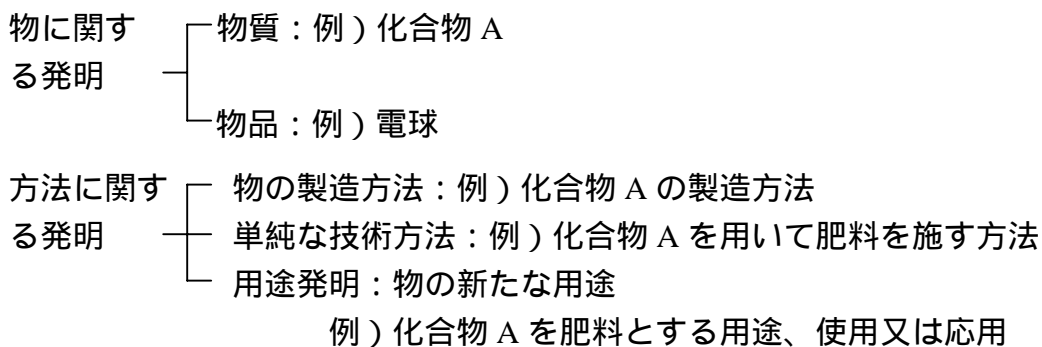 物に関す 物質：例）化合物 A
る発明
物品：例）電球
方法に関す 物の製造方法：例）化合物 A の製造方法
る発明 単純な技術方法：例）化合物 A を用いて肥料を施す方法
用途発明：物の新たな用途
例）化合物 A を肥料とする用途、使用又は応用